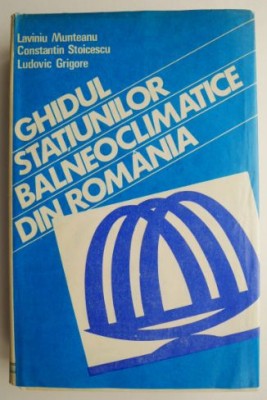 Laviniu Munteanu
Constantin Stoicescu
Ludovic Grigore
GHIDUL
STAȚIUNILOR
BALNEOCLIMATICE
DIN ROMÂNIA